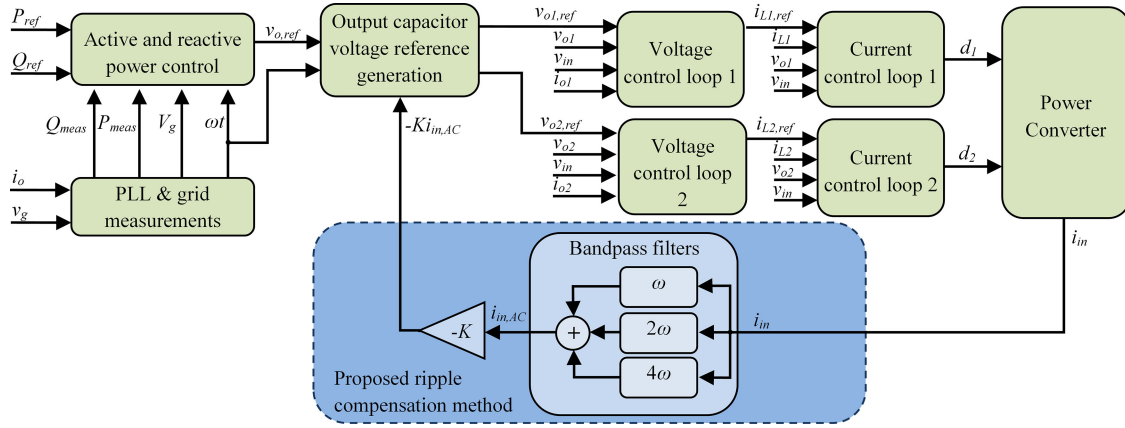 P_ref
Q_ref
Active and reactive
power control
v_o,ref
Output capacitor
voltage reference
generation
v_o1,ref
v_o1
v_in
i_o1
Voltage
control loop 1
i_L1,ref
i_L1
v_o1
v_in
Current
control loop 1
d_1
Power
Converter
Q_meas
P_meas
V_g
ωt
-Ki_in,AC
v_o2,ref
v_o2
v_in
i_o2
Voltage
control loop
2
i_L2,ref
i_L2
v_o2
v_in
Current
control loop 2
d_2
i_o
v_g
PLL & grid
measurements
i_in
Bandpass filters
ω
2ω
4ω
+
i_in
i_in,AC
-K
Proposed ripple
compensation method